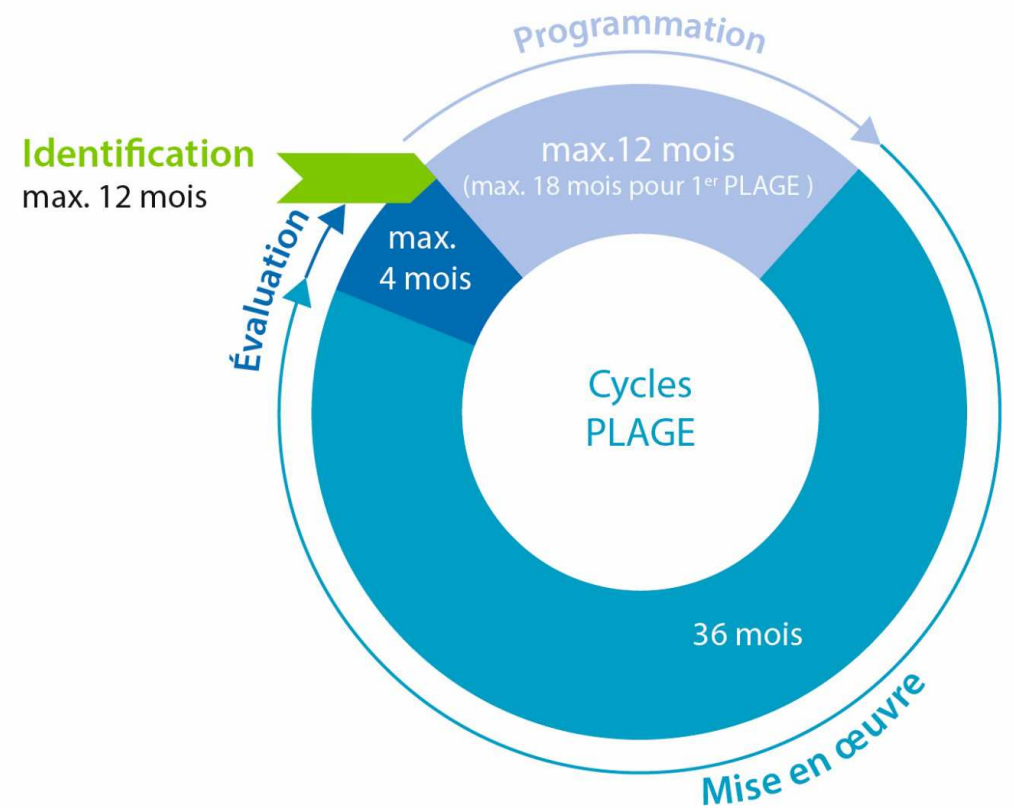 Programmation
Identification
max. 12 mois
max.12 mois
(max. 18 mois pour 1er PLAGE )
Évaluation
max.
4 mois
Cycles
PLAGE
36 mois
Mise en œuvre